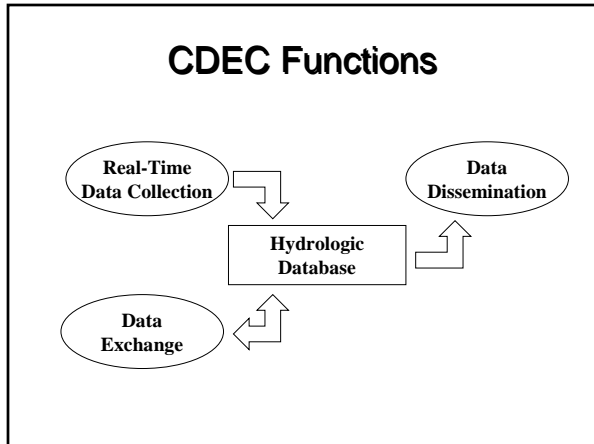 CDEC Functions
Real-Time
Data Collection
Data
Dissemination
Hydrologic
Database
Data
Exchange